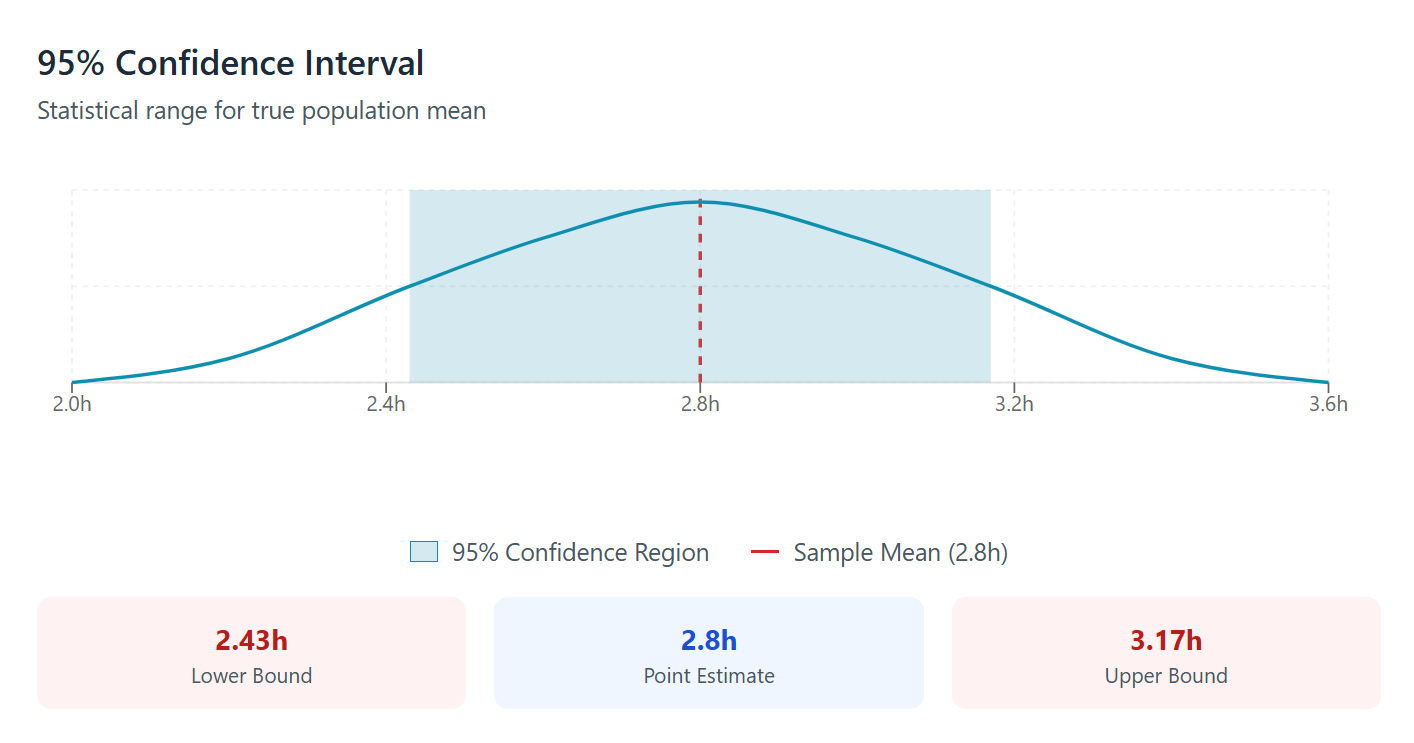 95% Confidence Interval
Statistical range for true population mean
2.0h 2.4h 2.8h 3.2h 3.6h
95% Confidence Region Sample Mean (2.8h)
2.43h
Lower Bound
2.8h
Point Estimate
3.17h
Upper Bound